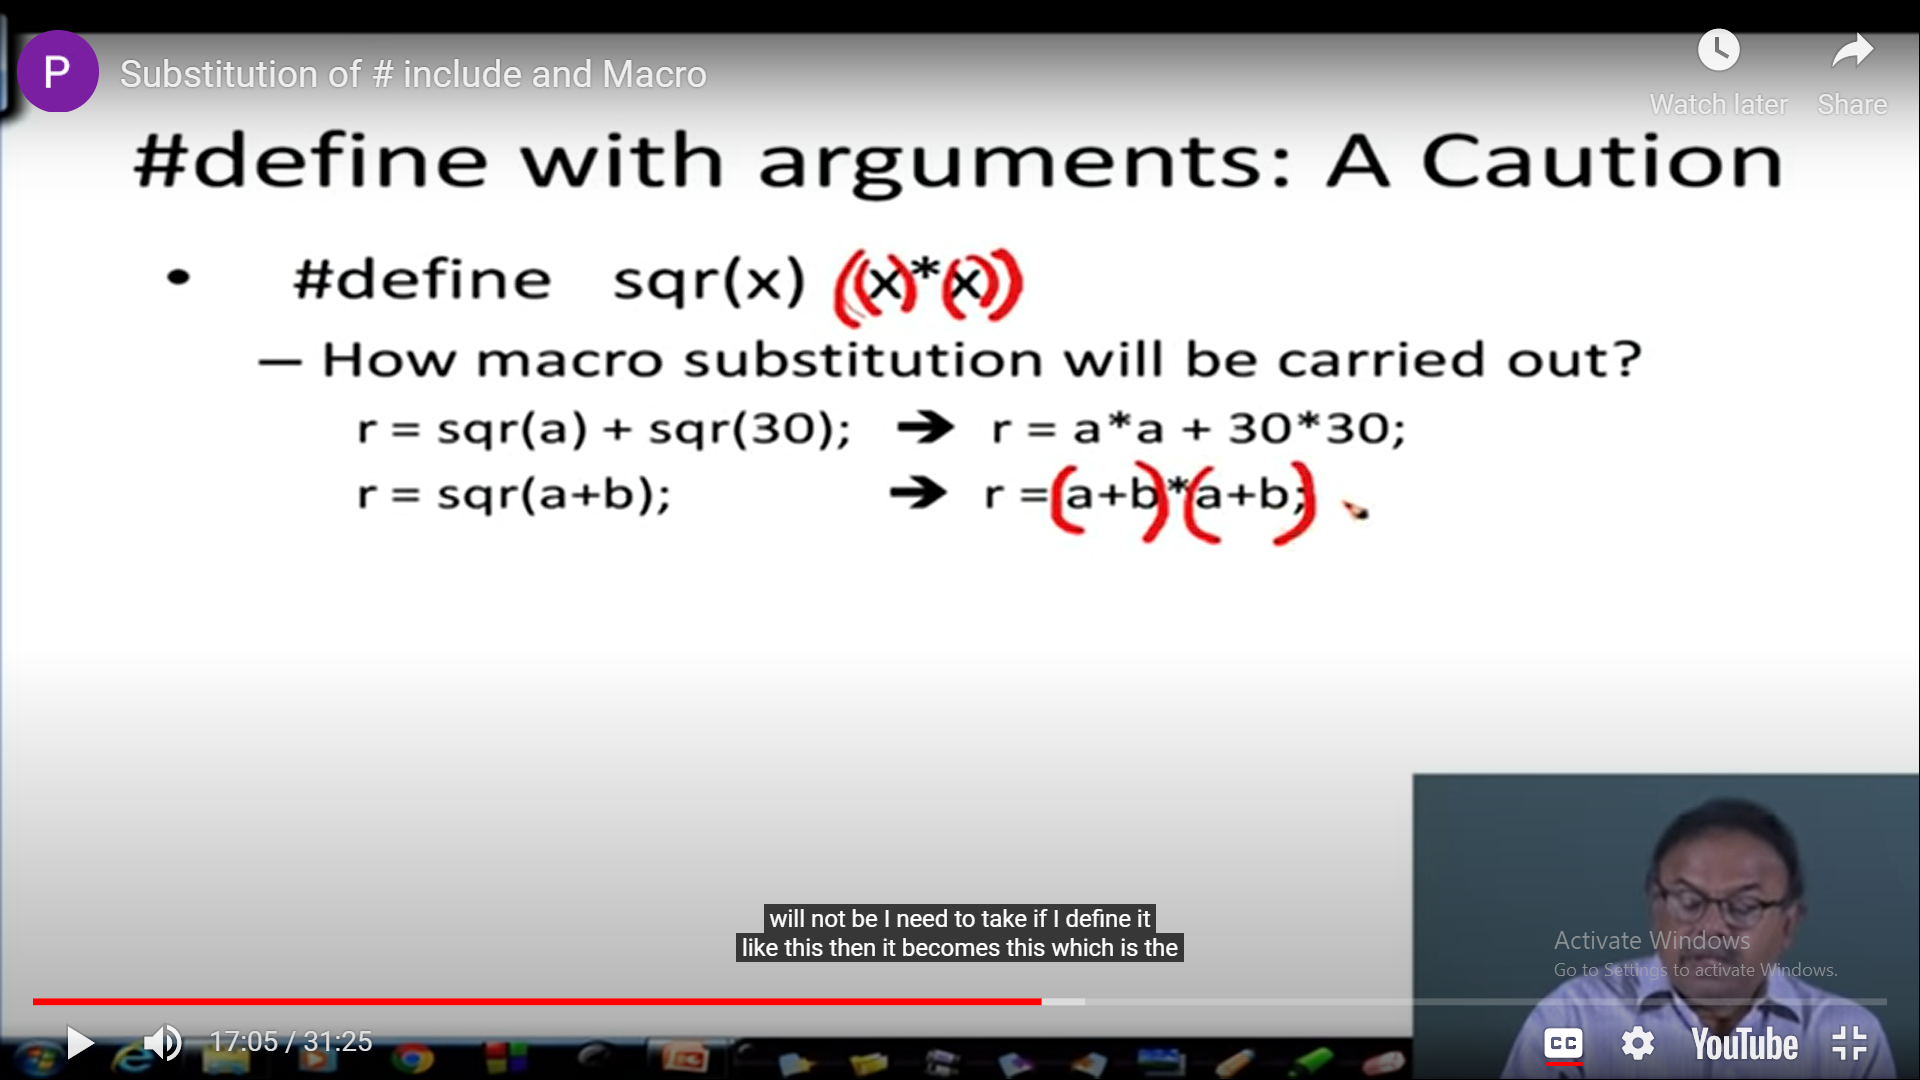 P
Substitution of # include and Macro
Watch later
Share
#define with arguments: A Caution
• #define sqr(x) ((x)*(x))
— How macro substitution will be carried out?
r = sqr(a) + sqr(30); ➔ r = a*a + 30*30;
r = sqr(a+b); ➔ r =(a+b)*(a+b;)
will not be I need to take if I define it
like this then it becomes this which is the
Activate Windows
Go to Settings to activate Windows.
17:05 / 31:25
CC
YouTube